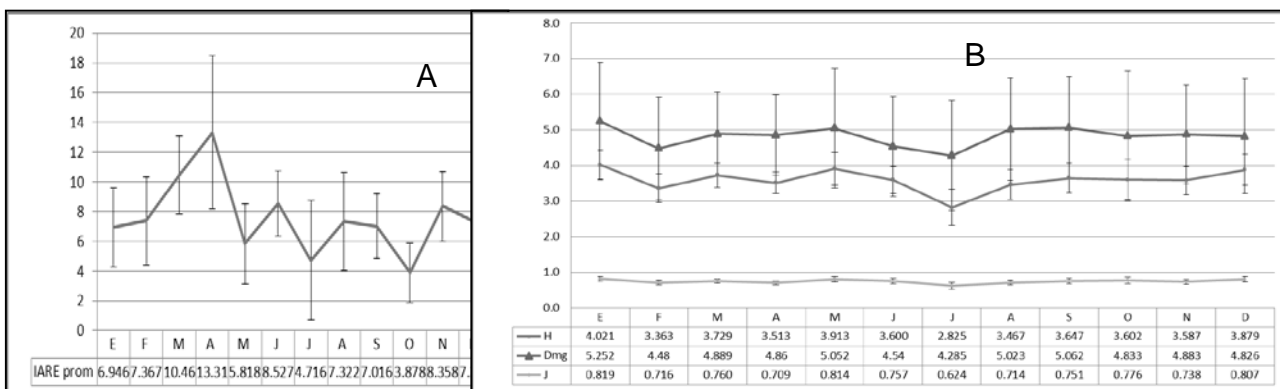 20
18
16
14
12
10
8
6
4
2
0
A
E F M A M J J A S O N
IARE prom 6.946 7.367 10.46 13.31 5.818 8.527 4.716 7.322 7.016 3.878 8.358 7.
8.0
7.0
6.0
5.0
4.0
3.0
2.0
1.0
0.0
B
E F M A M J J A S O N D
H 4.021 3.363 3.729 3.513 3.913 3.600 2.825 3.467 3.647 3.602 3.587 3.879
Dmg 5.252 4.48 4.889 4.86 5.052 4.54 4.285 5.023 5.062 4.833 4.883 4.826
J 0.819 0.716 0.760 0.709 0.814 0.757 0.624 0.714 0.751 0.776 0.738 0.807